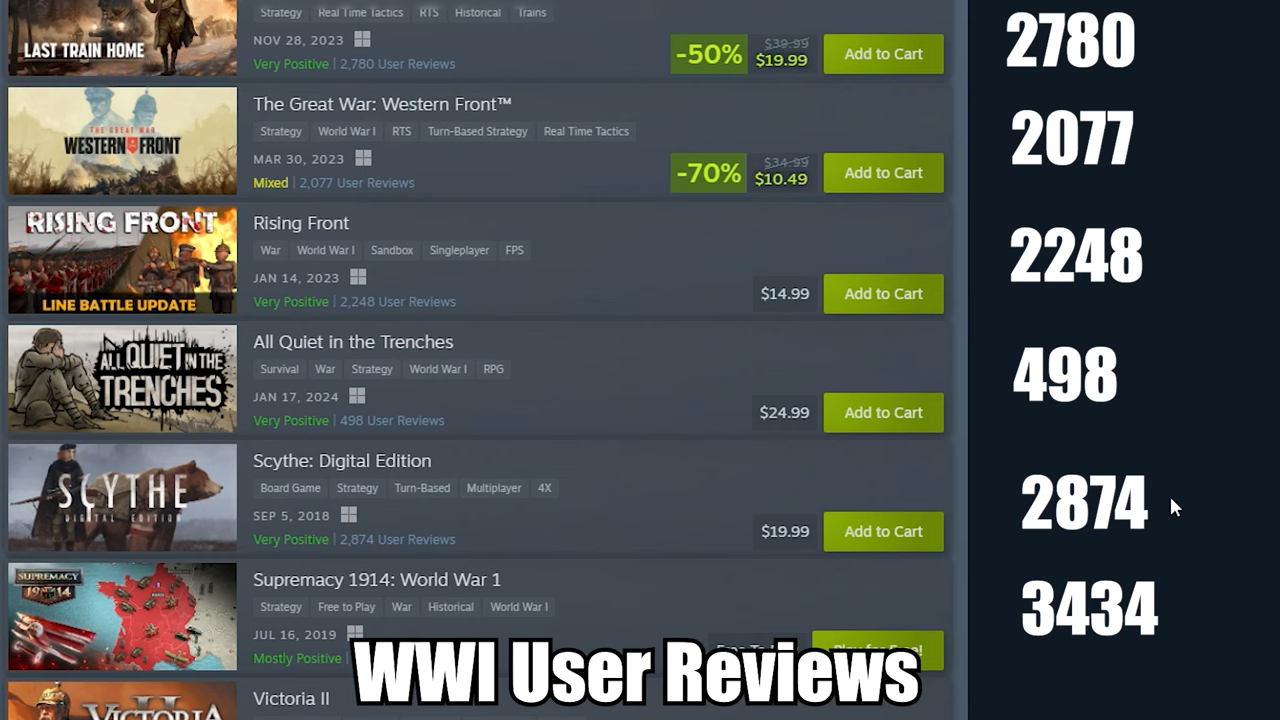 Strategy Real Time Tactics RTS Historical Trains
LAST TRAIN HOME
NOV 28, 2023
-50% $39.99 $19.99 Add to Cart
Very Positive | 2,780 User Reviews
2780
The Great War: Western Front™
THE GREAT WAR
WESTERN FRONT
Strategy World War I RTS Turn-Based Strategy Real Time Tactics
MAR 30, 2023
-70% $34.99 $10.49 Add to Cart
Mixed | 2,077 User Reviews
2077
RISING FRONT
LINE BATTLE UPDATE
Rising Front
War World War I Sandbox Singleplayer FPS
JAN 14, 2023
$14.99 Add to Cart
Very Positive | 2,248 User Reviews
2248
ALL QUIET IN THE
TRENCHES
All Quiet in the Trenches
Survival War Strategy World War I RPG
JAN 17, 2024
$24.99 Add to Cart
Very Positive | 498 User Reviews
498
SCYTHE
DIGITAL EDITION
Scythe: Digital Edition
Board Game Strategy Turn-Based Multiplayer 4X
SEP 5, 2018
$19.99 Add to Cart
Very Positive | 2,874 User Reviews
2874
SUPREMACY
1914
Supremacy 1914: World War 1
Strategy Free to Play War Historical World War I
JUL 16, 2019
Mostly Positive |
3434
WWI User Reviews
VICTORIA II
Victoria II